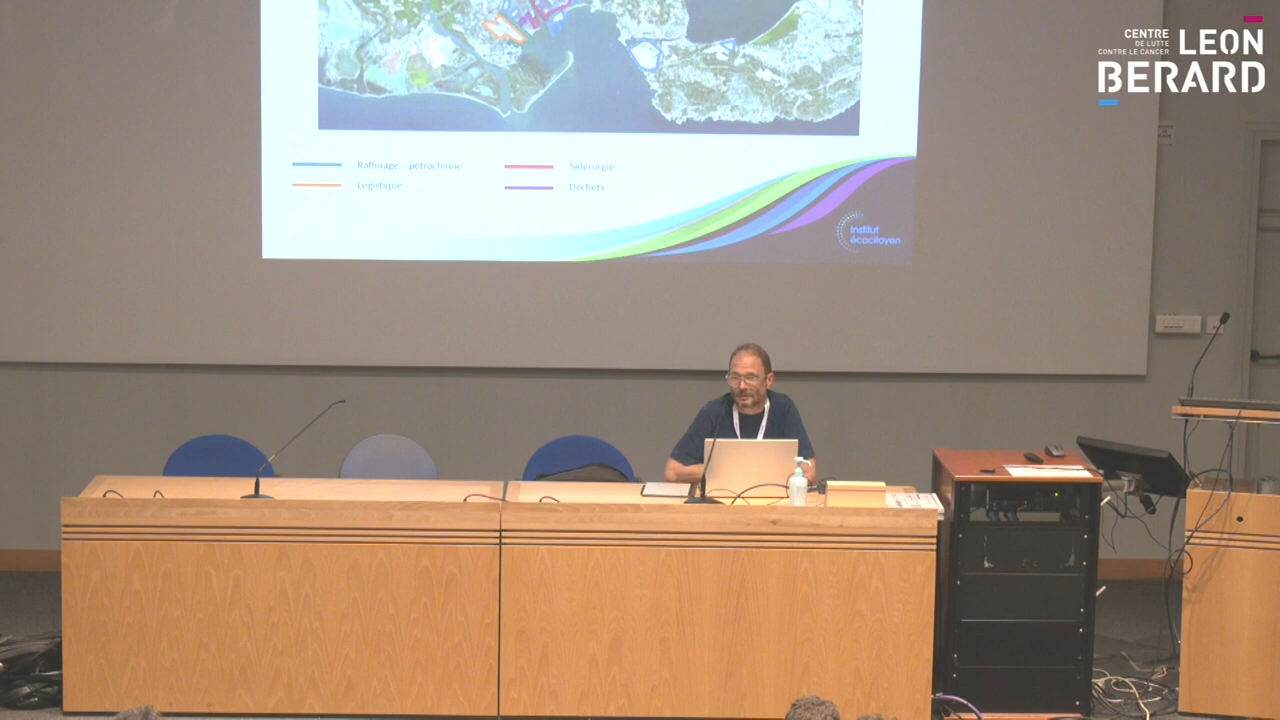 CENTRE
DE LUTTE
CONTRE LE CANCER
LEON
BERARD
Raffinage - pétrochimie
Sidérurgie
Logistique
Déchets
Institut
écocitoyen